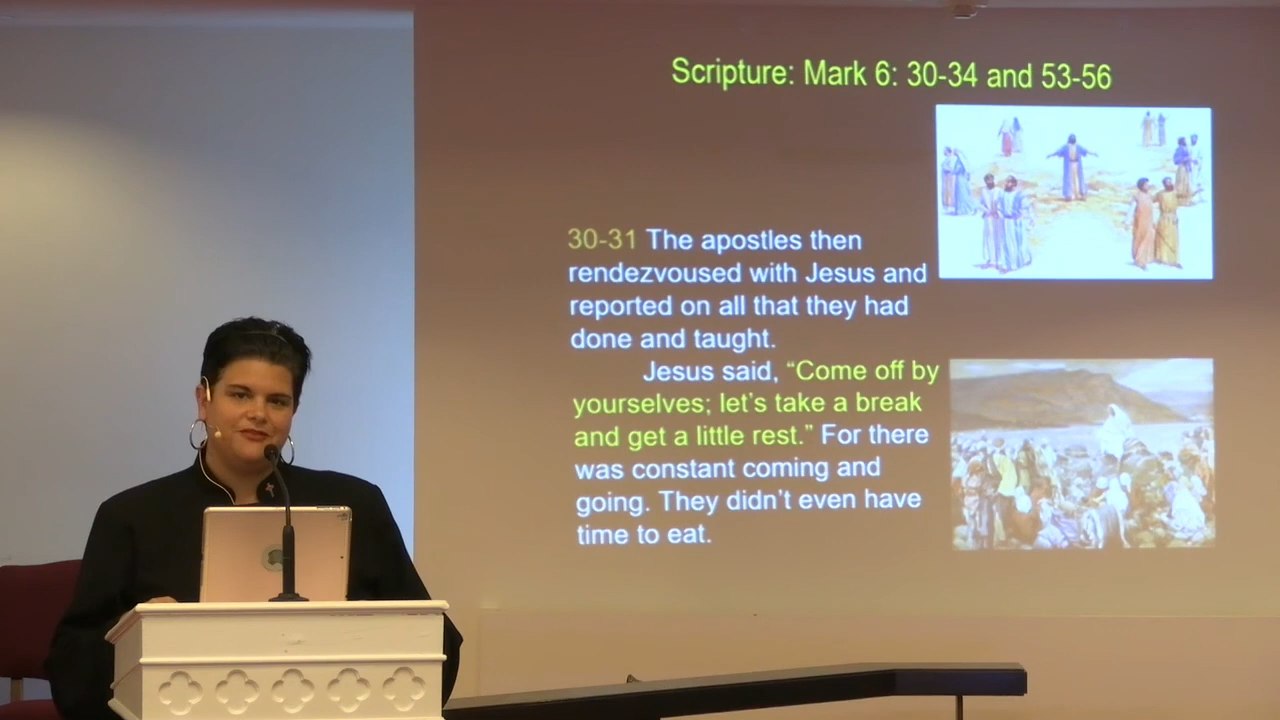 Scripture: Mark 6: 30-34 and 53-56
30-31 The apostles then
rendezvoused with Jesus and
reported on all that they had
done and taught.
Jesus said, “Come off by
yourselves; let’s take a break
and get a little rest.” For there
was constant coming and
going. They didn’t even have
time to eat.